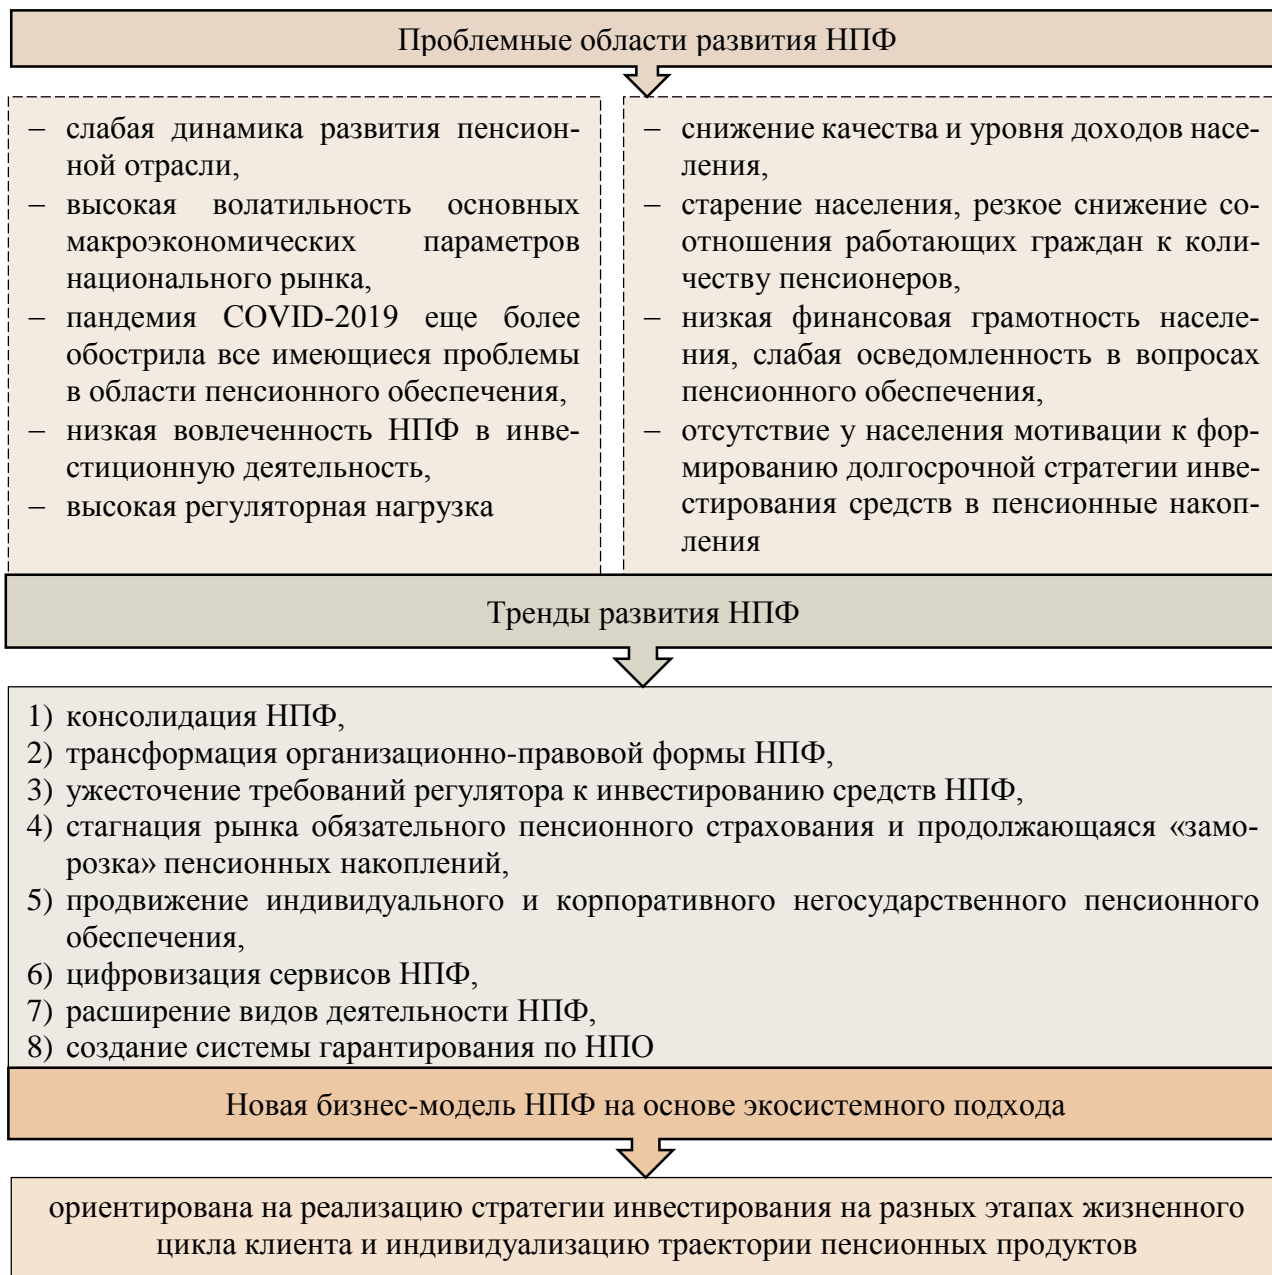 Проблемные области развития НПФ
– слабая динамика развития пенсион-
ной отрасли,
– высокая волатильность основных
макроэкономических параметров
национального рынка,
– пандемия COVID-2019 еще более
обострила все имеющиеся проблемы
в области пенсионного обеспечения,
– низкая вовлеченность НПФ в инве-
стиционную деятельность,
– высокая регуляторная нагрузка
– снижение качества и уровня доходов насе-
ления,
– старение населения, резкое снижение со-
отношения работающих граждан к коли-
честву пенсионеров,
– низкая финансовая грамотность населе-
ния, слабая осведомленность в вопросах
пенсионного обеспечения,
– отсутствие у населения мотивации к фор-
мированию долгосрочной стратегии инве-
стирования средств в пенсионные накоп-
ления
Тренды развития НПФ
1) консолидация НПФ,
2) трансформация организационно-правовой формы НПФ,
3) ужесточение требований регулятора к инвестированию средств НПФ,
4) стагнация рынка обязательного пенсионного страхования и продолжающаяся «замо-
розка» пенсионных накоплений,
5) продвижение индивидуального и корпоративного негосударственного пенсионного
обеспечения,
6) цифровизация сервисов НПФ,
7) расширение видов деятельности НПФ,
8) создание системы гарантирования по НПО
Новая бизнес-модель НПФ на основе экосистемного подхода
ориентирована на реализацию стратегии инвестирования на разных этапах жизненного
цикла клиента и индивидуализацию траектории пенсионных продуктов